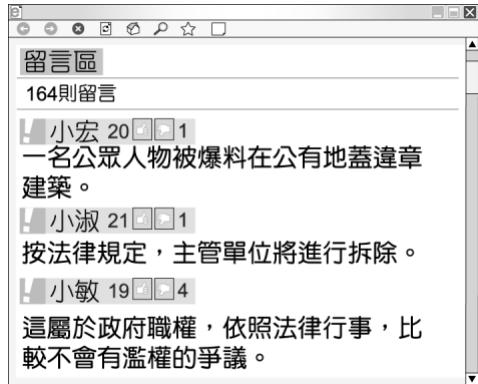 留言區
164則留言
小宏 20 1
一名公眾人物被爆料在公有地蓋違章
建築。
小淑 21 1
按法律規定，主管單位將進行拆除。
小敏 19 4
這屬於政府職權，依照法律行事，比
較不會有濫權的爭議。